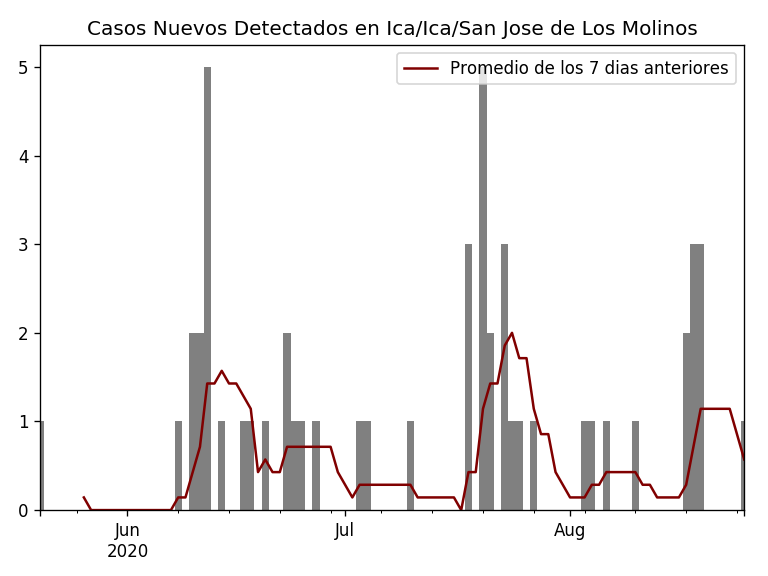 Casos Nuevos Detectados en Ica/Ica/San Jose de Los Molinos
Promedio de los 7 dias anteriores
5
4
3
2
1
0
Jun
2020
Jul
Aug